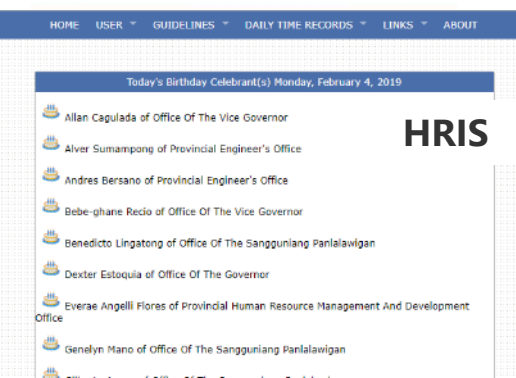 HOME USER GUIDELINES DAILY TIME RECORDS LINKS ABOUT
Today's Birthday Celebrant(s) Monday, February 4, 2019
Allan Cagulada of Office Of The Vice Governor
HRIS
Alver Sumampong of Provincial Engineer's Office
Andres Bersano of Provincial Engineer's Office
Bebe-ghane Recio of Office Of The Vice Governor
Benedicto Lingatong of Office Of The Sangguniang Panlalawigan
Dexter Estoquia of Office Of The Governor
Everae Angelli Flores of Provincial Human Resource Management And Development
Office
Genelyn Mano of Office Of The Sangguniang Panlalawigan